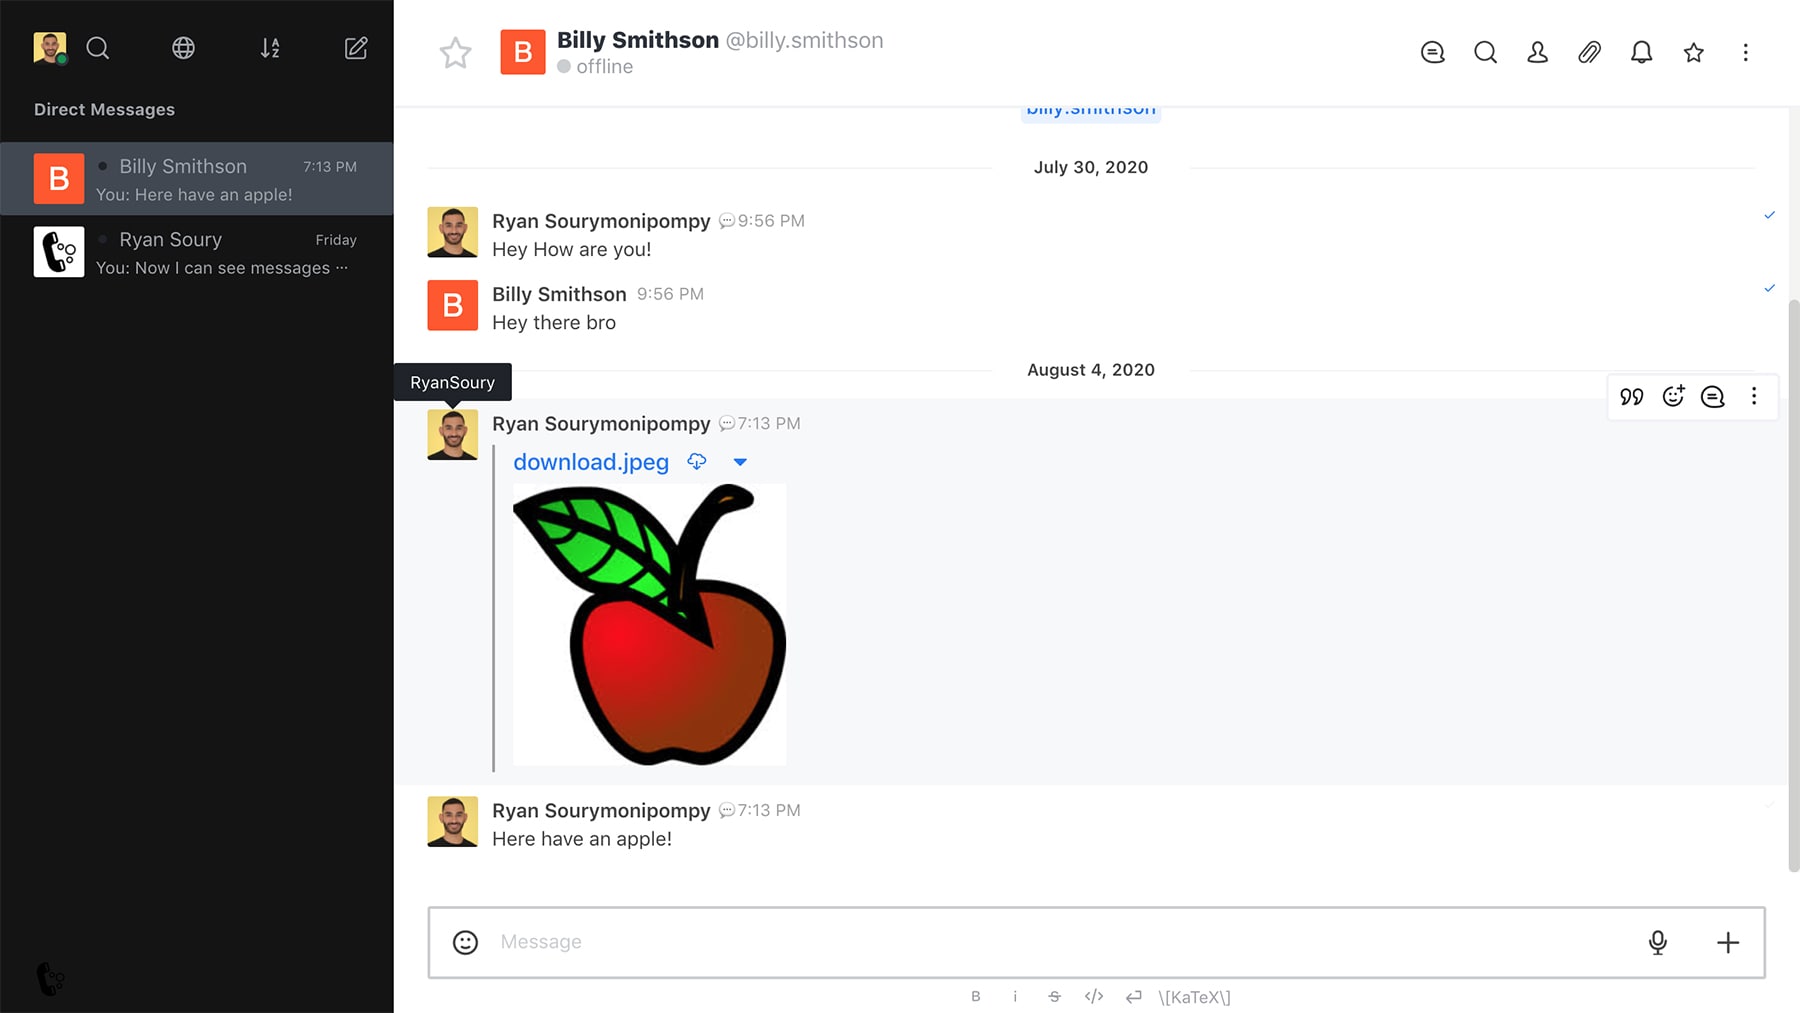 Direct Messages
B
Billy Smithson 7:13 PM
You: Here have an apple!
Ryan Soury Friday
You: Now I can see messages ···
B
Billy Smithson @billy.smithson
offline
billy.smithson
July 30, 2020
Ryan Sourymonipompy 9:56 PM
Hey How are you!
B
Billy Smithson 9:56 PM
Hey there bro
August 4, 2020
RyanSoury
Ryan Sourymonipompy 7:13 PM
download.jpeg
Ryan Sourymonipompy 7:13 PM
Here have an apple!
Message
B i S </> \[KaTeX\]